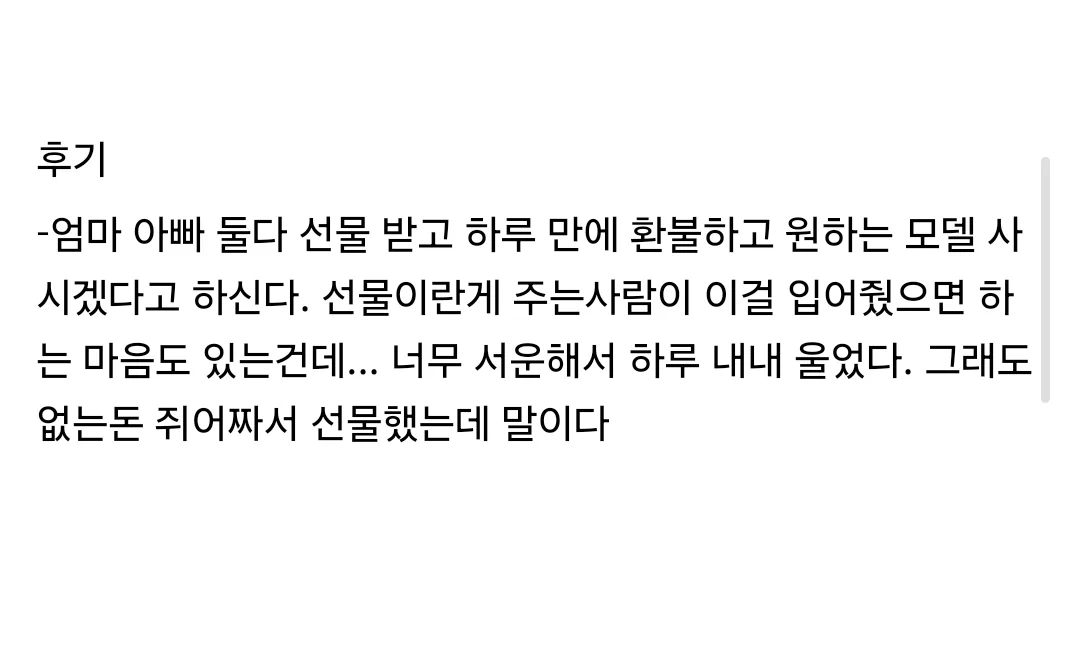 후기
-엄마 아빠 둘다 선물 받고 하루 만에 환불하고 원하는 모델 사
시겠다고 하신다. 선물이란게 주는사람이 이걸 입어줬으면 하
는 마음도 있는건데... 너무 서운해서 하루 내내 울었다. 그래도
없는돈 쥐어짜서 선물했는데 말이다